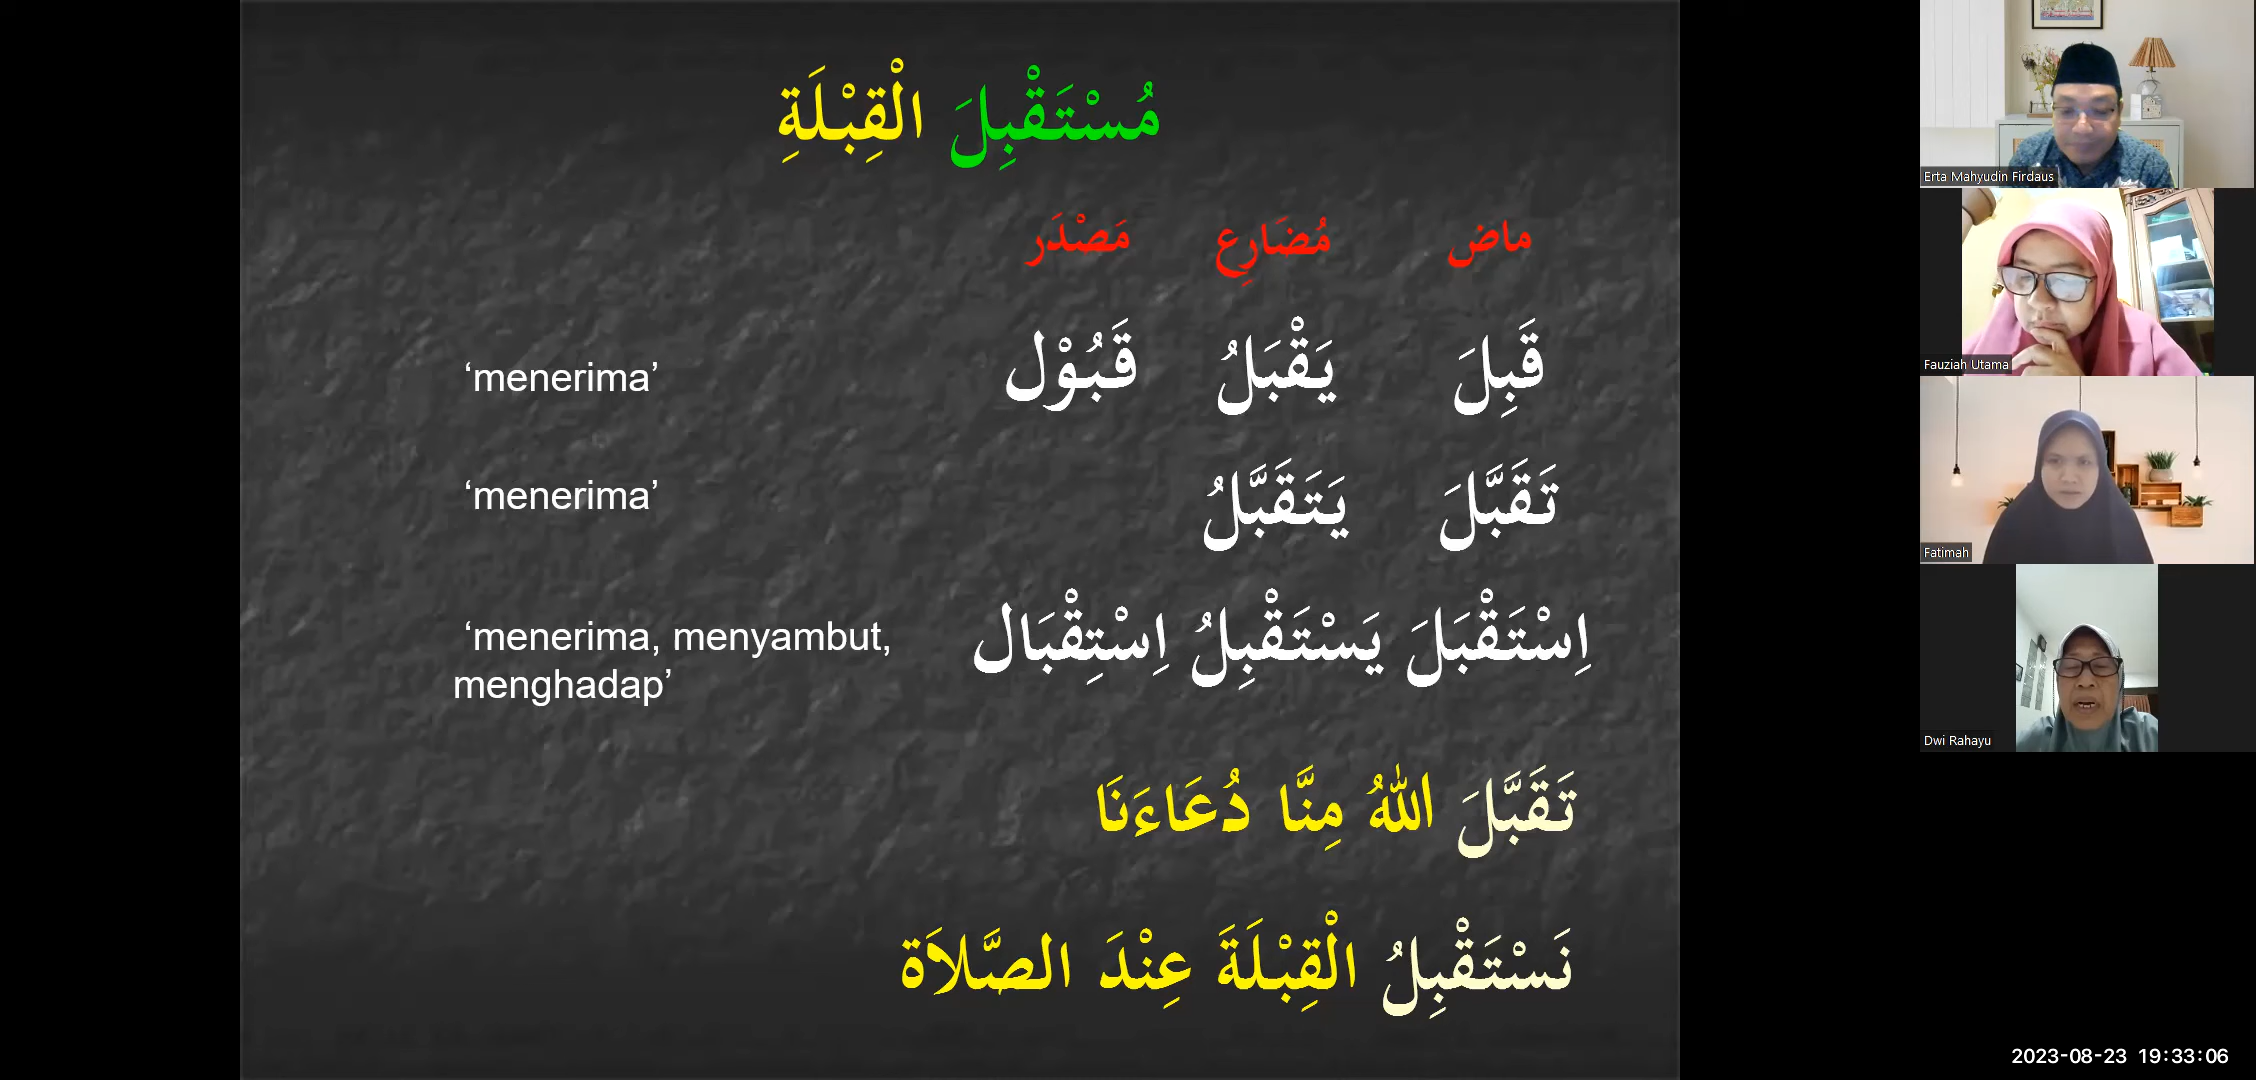 مُسْتَقْبِلَ الْقِبْلَةِ
ماض مُضَارِع مَصْدَر
قَبِلَ يَقْبَلُ قَبُوْل ‘menerima’
تَقَبَّلَ يَتَقَبَّلُ ‘menerima’
اِسْتَقْبَلَ يَسْتَقْبِلُ اِسْتِقْبَال ‘menerima, menyambut,
menghadap’
تَقَبَّلَ اللّٰهُ مِنَّا دُعَاءَنَا
نَسْتَقْبِلُ الْقِبْلَةَ عِنْدَ الصَّلاَة
Erta Mahyudin Firdaus
Fauziah Utama
Fatimah
Dwi Rahayu
2023-08-23 19:33:06